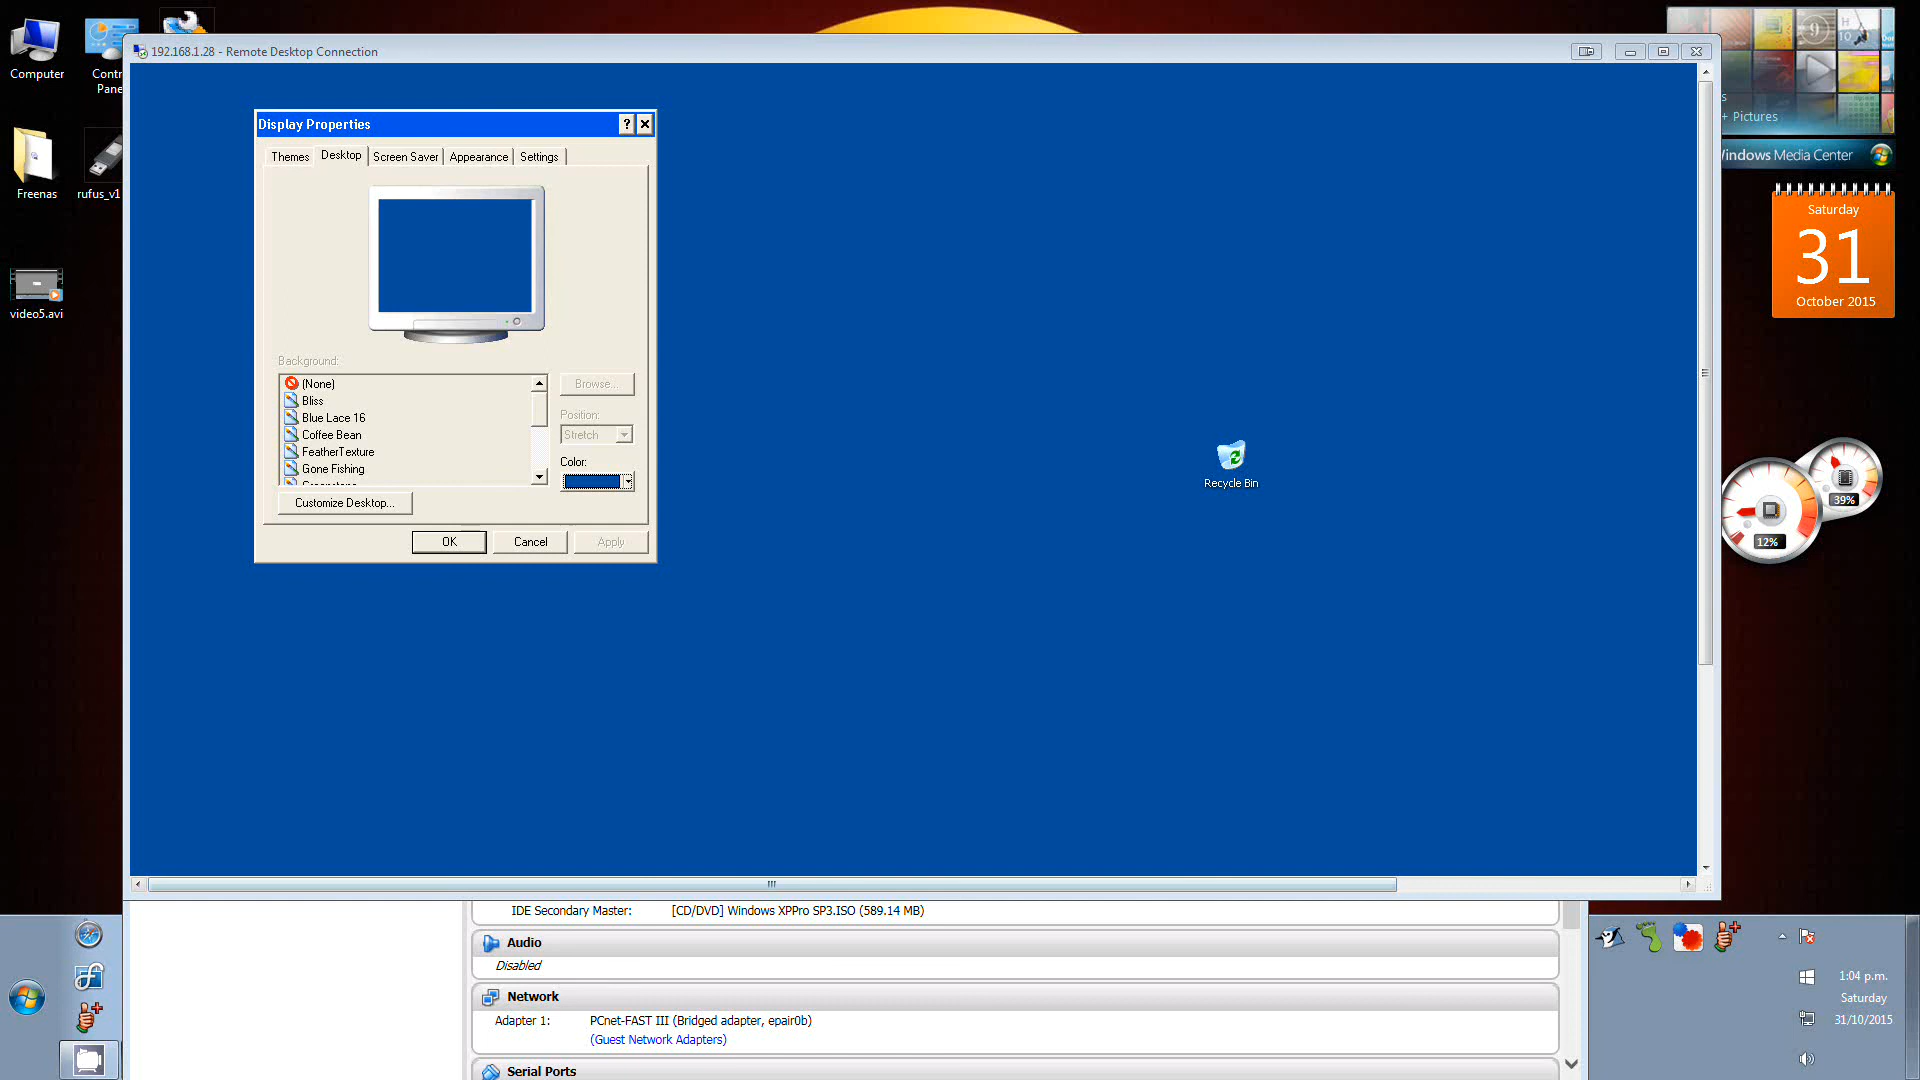 Computer
Contr
Pane
Freenas
rufus_v1
video5.avi
192.168.1.28 - Remote Desktop Connection
Display Properties
Themes
Desktop
Screen Saver
Appearance
Settings
Background:
(None)
Bliss
Blue Lace 16
Coffee Bean
FeatherTexture
Gone Fishing
Browse...
Position:
Stretch
Color:
Customize Desktop...
OK
Cancel
Apply
Recycle Bin
s
+ Pictures
Windows Media Center
Saturday
31
October 2015
39%
12%
IDE Secondary Master: [CD/DVD] Windows XPPro SP3.ISO (589.14 MB)
Audio
Disabled
Network
Adapter 1: PCnet-FAST III (Bridged adapter, epair0b)
(Guest Network Adapters)
Serial Ports
1:04 p.m.
Saturday
31/10/2015